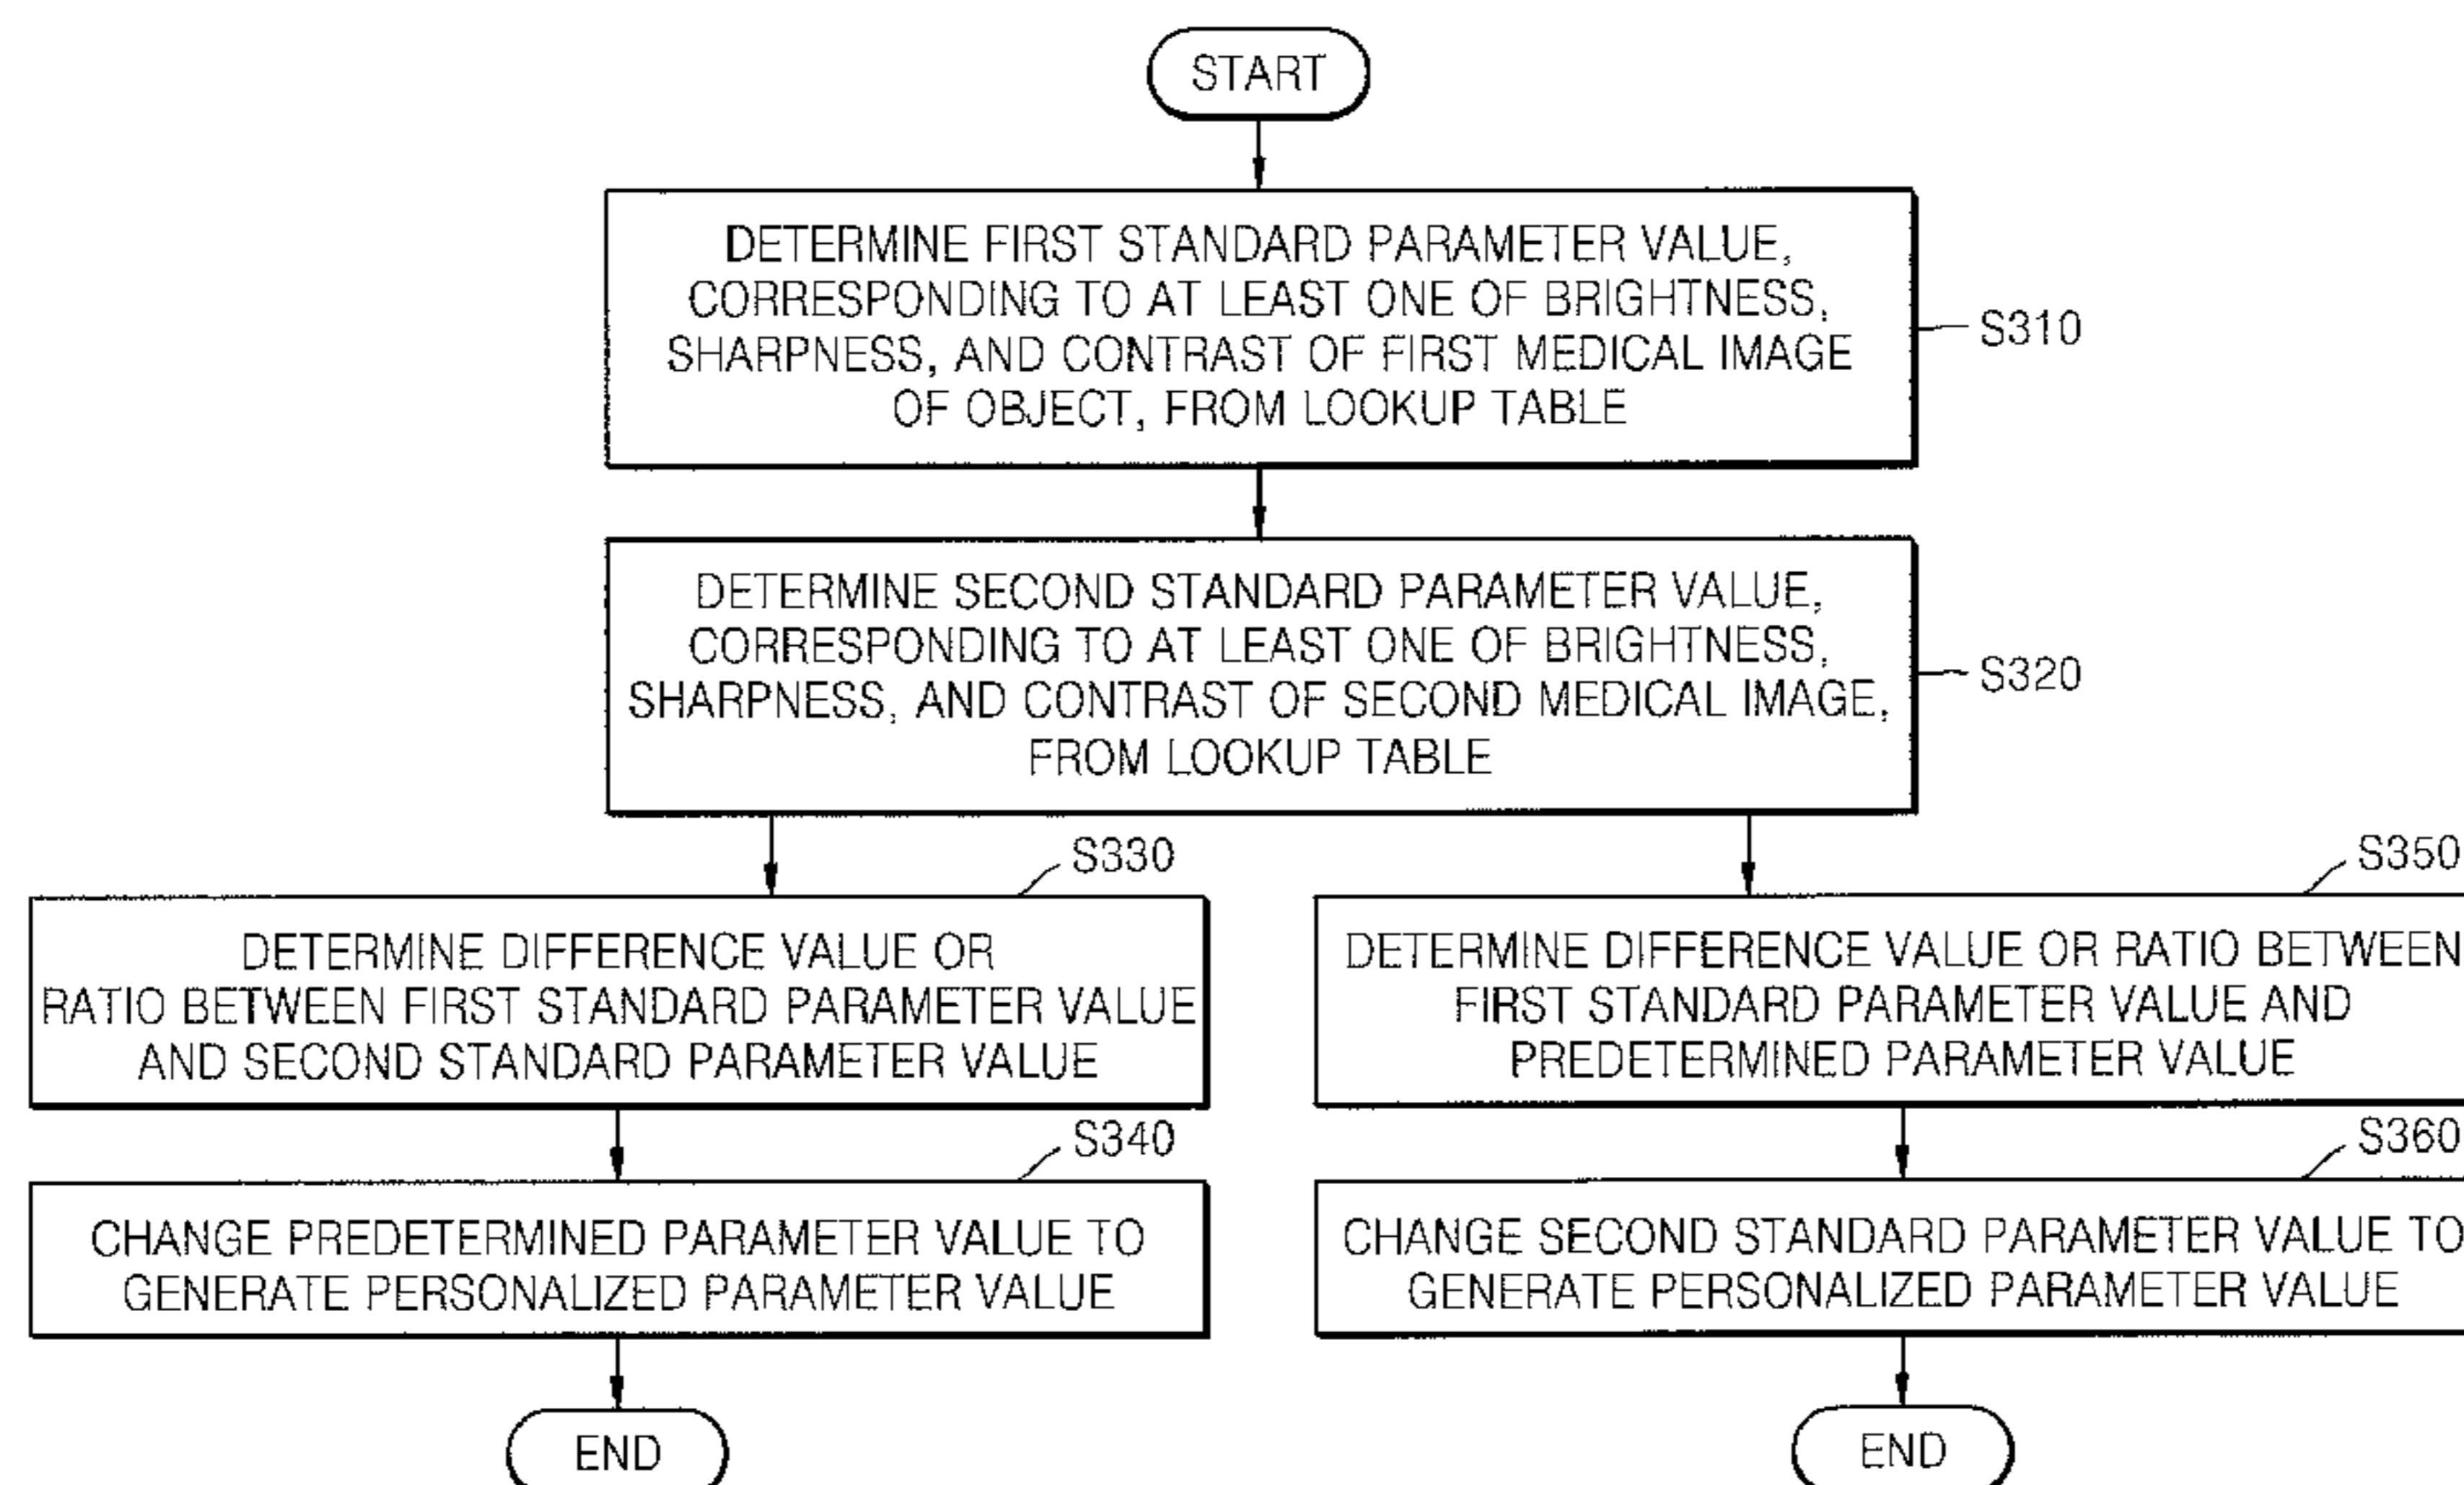 START
DETERMINE FIRST STANDARD PARAMETER VALUE,
CORRESPONDING TO AT LEAST ONE OF BRIGHTNESS,
SHARPNESS, AND CONTRAST OF FIRST MEDICAL IMAGE
OF OBJECT, FROM LOOKUP TABLE
S310
DETERMINE SECOND STANDARD PARAMETER VALUE,
CORRESPONDING TO AT LEAST ONE OF BRIGHTNESS,
SHARPNESS, AND CONTRAST OF SECOND MEDICAL IMAGE,
FROM LOOKUP TABLE
S320
S330
DETERMINE DIFFERENCE VALUE OR
RATIO BETWEEN FIRST STANDARD PARAMETER VALUE
AND SECOND STANDARD PARAMETER VALUE
S340
CHANGE PREDETERMINED PARAMETER VALUE TO
GENERATE PERSONALIZED PARAMETER VALUE
END
S350
DETERMINE DIFFERENCE VALUE OR RATIO BETWEEN
FIRST STANDARD PARAMETER VALUE AND
PREDETERMINED PARAMETER VALUE
S360
CHANGE SECOND STANDARD PARAMETER VALUE TO
GENERATE PERSONALIZED PARAMETER VALUE
END